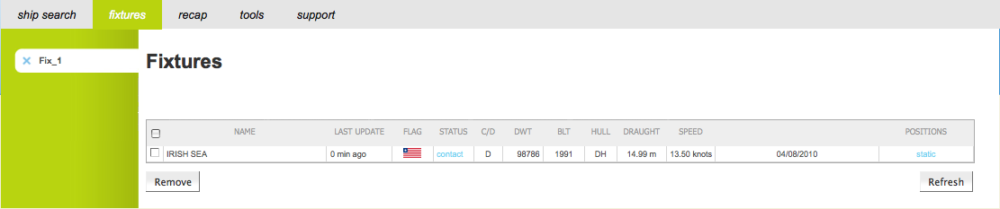 ship search fixtures recap tools support
Fix_1
Fixtures
NAME LAST UPDATE FLAG STATUS C/D DWT BLT HULL DRAUGHT SPEED POSITIONS
IRISH SEA 0 min ago contact D 98786 1991 DH 14.99 m 13.50 knots 04/08/2010 static
Remove Refresh